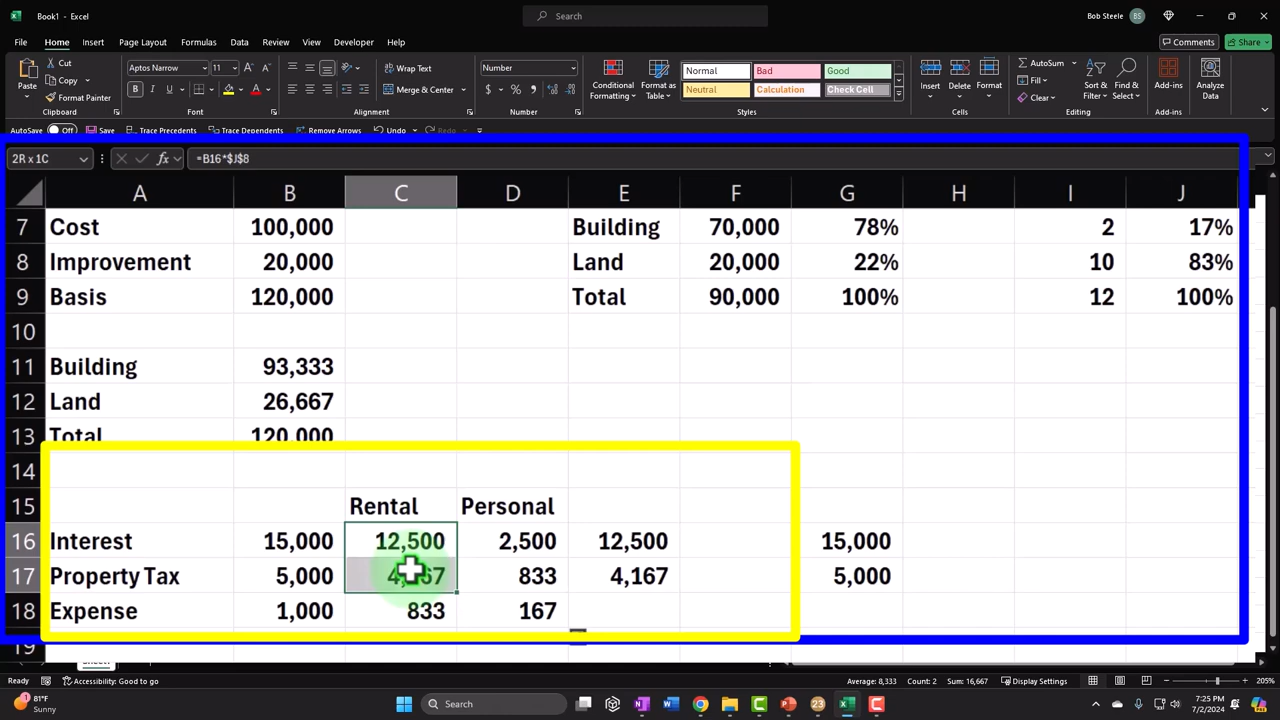 Book1 - Excel
Search
Bob Steele
BS
File Home Insert Page Layout Formulas Data Review View Developer Help
Comments Share
Paste
Cut
Copy
Format Painter
Clipboard
Aptos Narrow 11
B I U
Font
Wrap Text
Merge & Center
Alignment
Number
$ %
Number
Conditional Formatting
Format as Table
Normal Bad Good
Neutral Calculation Check Cell
Styles
Insert Delete Format
Cells
AutoSum
Fill
Clear
Sort & Filter
Find & Select
Editing
Add-ins
Add-ins
Analyze Data
AutoSave Off Save Trace Precedents Trace Dependents Remove Arrows Undo Redo
2R x 1C fx =B16*$J$8
A B C D E F G H I J
7 Cost 100,000 Building 70,000 78% 2 17%
8 Improvement 20,000 Land 20,000 22% 10 83%
9 Basis 120,000 Total 90,000 100% 12 100%
10
11 Building 93,333
12 Land 26,667
13 Total 120,000
14
15 Rental Personal
16 Interest 15,000 12,500 2,500 12,500 15,000
17 Property Tax 5,000 833 4,167 5,000
18 Expense 1,000 833 167
19
Accessibility: Good to go Average: 8,333 Count: 2 Sum: 16,667 Display Settings 205%
81°F
Sunny
Search
23
7:25 PM
7/2/2024